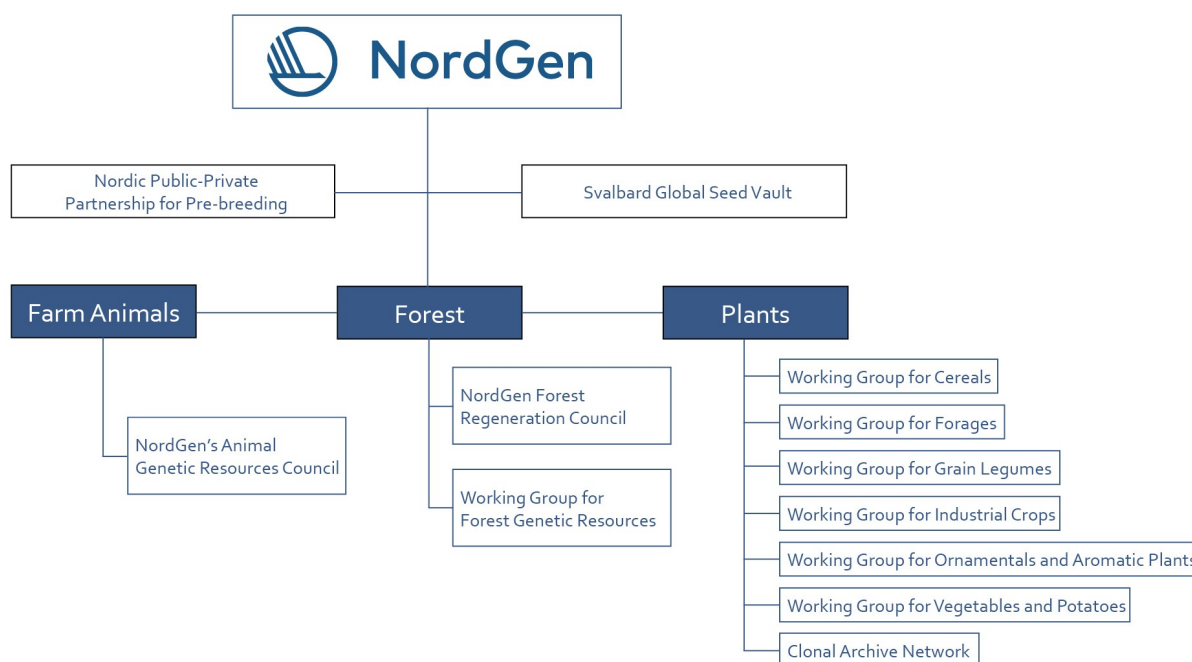 NordGen
Nordic Public-Private
Partnership for Pre-breeding
Svalbard Global Seed Vault
Farm Animals
Forest
Plants
NordGen's Animal
Genetic Resources Council
NordGen Forest
Regeneration Council
Working Group for
Forest Genetic Resources
Working Group for Cereals
Working Group for Forages
Working Group for Grain Legumes
Working Group for Industrial Crops
Working Group for Ornamentals and Aromatic Plants
Working Group for Vegetables and Potatoes
Clonal Archive Network